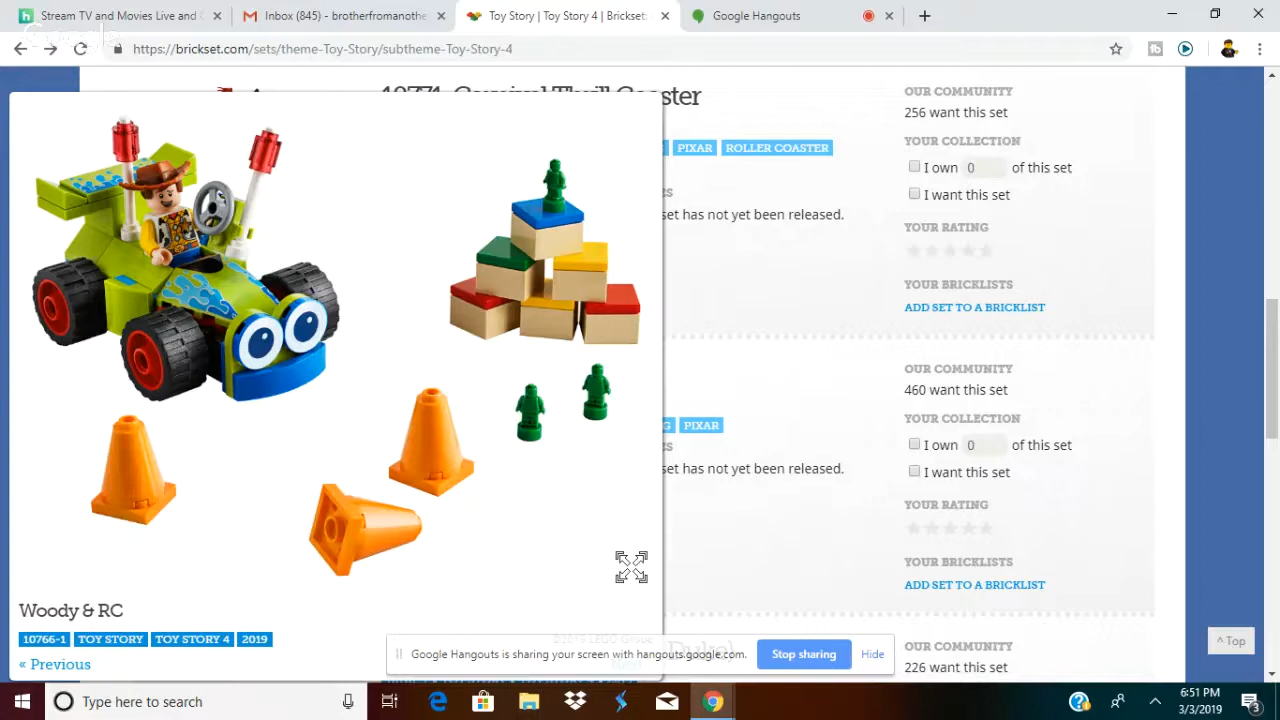 Stream TV and Movies Live and
Inbox (845) - brotherfromanothe
Toy Story | Toy Story 4 | Brickset.
Google Hangouts
https://brickset.com/sets/theme-Toy-Story/subtheme-Toy-Story-4
OUR COMMUNITY
256 want this set
YOUR COLLECTION
PIXAR ROLLER COASTER
I own 0 of this set
I want this set
set has not yet been released.
YOUR RATING
YOUR BRICKLISTS
ADD SET TO A BRICKLIST
OUR COMMUNITY
460 want this set
YOUR COLLECTION
PIXAR
I own 0 of this set
set has not yet been released.
I want this set
YOUR RATING
YOUR BRICKLISTS
ADD SET TO A BRICKLIST
Woody & RC
10766-1 TOY STORY TOY STORY 4 2019
« Previous
Google Hangouts is sharing your screen with hangouts.google.com. Stop sharing Hide
OUR COMMUNITY
226 want this set
^ Top
Type here to search
6:51 PM
3/3/2019